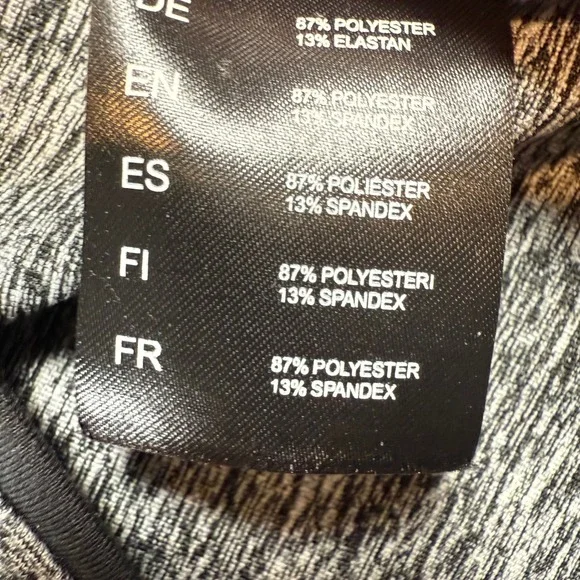 DE 87% POLYESTER
13% ELASTAN
EN 87% POLYESTER
13% SPANDEX
ES 87% POLIESTER
13% SPANDEX
FI 87% POLYESTERI
13% SPANDEX
FR 87% POLYESTER
13% SPANDEX